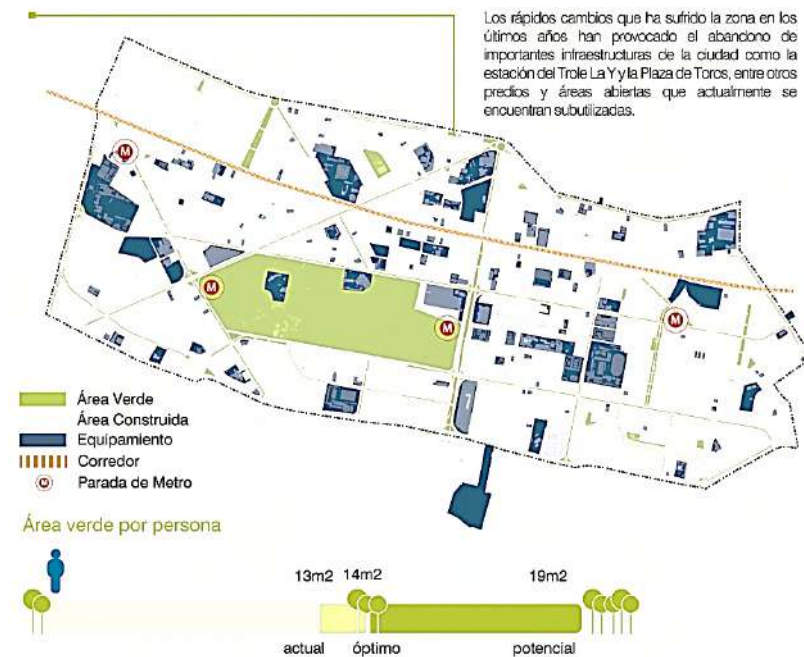 Los rápidos cambios que ha sufrido la zona en los
últimos años han provocado el abandono de
importantes infraestructuras de la ciudad como la
estación del Trole La Y y la Plaza de Toros, entre otros
predios y áreas abiertas que actualmente se
encuentran subutilizadas.
M
M
M
M
Área Verde
Área Construida
Equipamiento
Corredor
M Parada de Metro
Área verde por persona
13m2 14m2 19m2
actual óptimo potencial